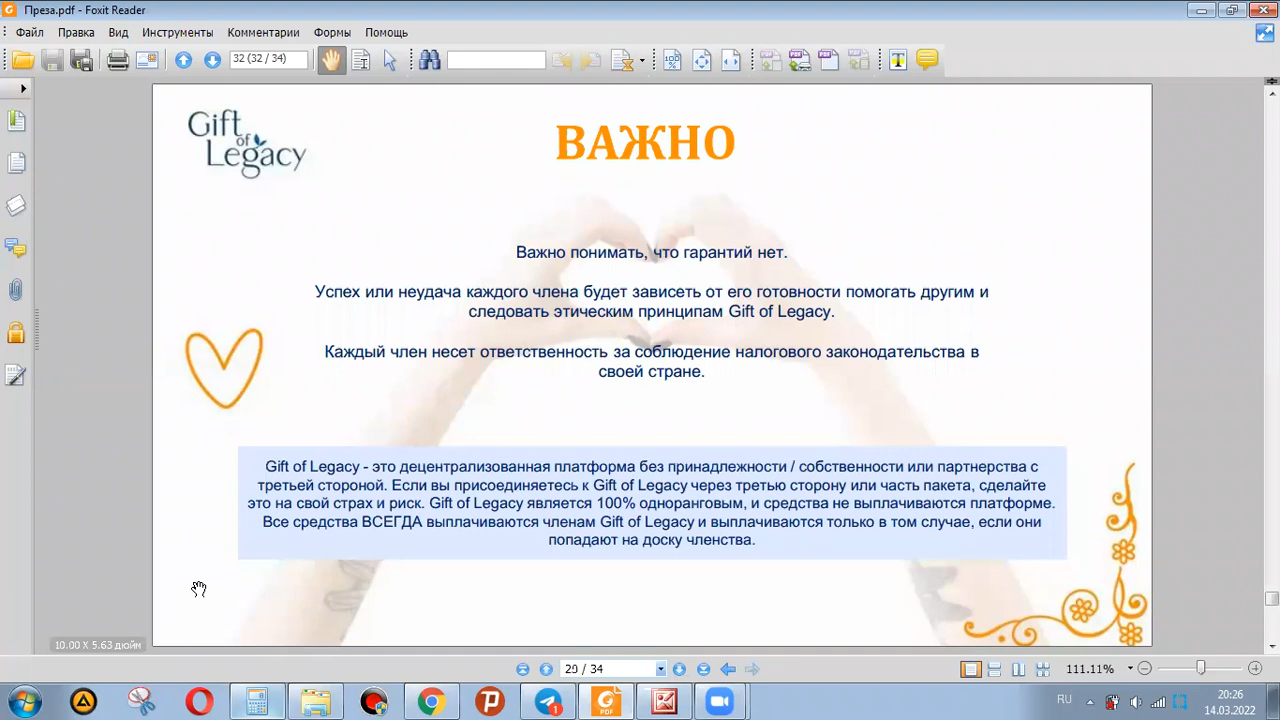 Преза.pdf - Foxit Reader
Файл Правка Вид Инструменты Комментарии Формы Помощь
32 (32 / 34)
Gift
of
Legacy
ВАЖНО
Важно понимать, что гарантий нет.
Успех или неудача каждого члена будет зависеть от его готовности помогать другим и
следовать этическим принципам Gift of Legacy.
Каждый член несет ответственность за соблюдение налогового законодательства в
своей стране.
Gift of Legacy - это децентрализованная платформа без принадлежности / собственности или партнерства с
третьей стороной. Если вы присоединяетесь к Gift of Legacy через третью сторону или часть пакета, сделайте
это на свой страх и риск. Gift of Legacy является 100% одноранговым, и средства не выплачиваются платформе.
Все средства ВСЕГДА выплачиваются членам Gift of Legacy и выплачиваются только в том случае, если они
попадают на доску членства.
10.00 X 5.63 дюйм
/ 34
111.11%
RU
20:26
14.03.2022